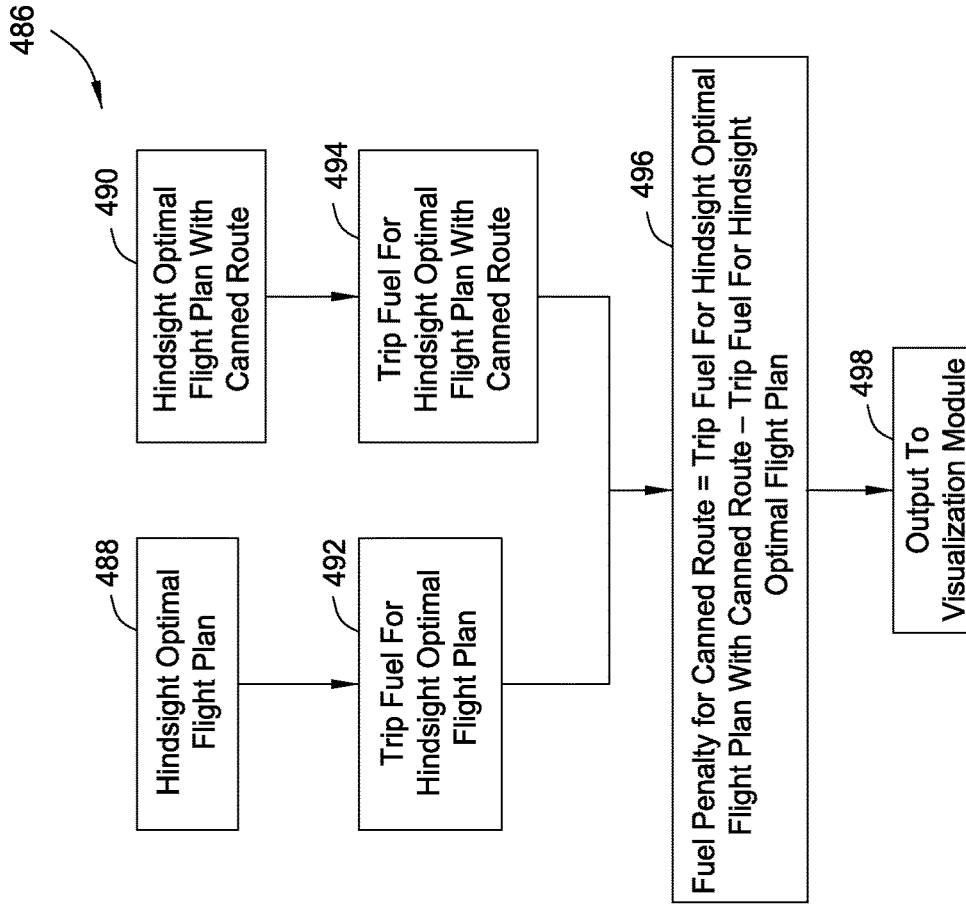 486
488
Hindsight Optimal
Flight Plan
490
Hindsight Optimal
Flight Plan With
Canned Route
492
Trip Fuel For
Hindsight Optimal
Flight Plan
494
Trip Fuel For
Hindsight Optimal
Flight Plan With
Canned Route
496
Fuel Penalty for Canned Route = Trip Fuel For Hindsight Optimal
Flight Plan With Canned Route – Trip Fuel For Hindsight
Optimal Flight Plan
498
Output To
Visualization Module